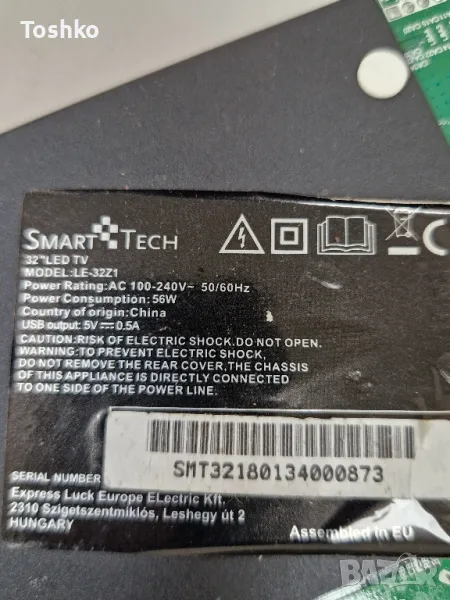 Toshko
SMART TECH
32" LED TV
MODEL:LE-32Z1
Power Rating:AC 100-240V~ 50/60Hz
Power Consumption:56W
Country of origin:China
USB output: 5V⎓0.5A
CAUTION:RISK OF ELECTRIC SHOCK.DO NOT OPEN.
WARNING:TO PREVENT ELECTRIC SHOCK,
DO NOT REMOVE THE REAR COVER,THE CHASSIS
OF THIS APPLIANCE IS DIRECTLY CONNECTED
TO ONE SIDE OF THE POWER LINE.
SMT32180134000873
SERIAL NUMBER
Express Luck Europe ELectric Kft.
2310 Szigetszentmiklós, Leshegy út 2
HUNGARY
Assembled in EU
bazar